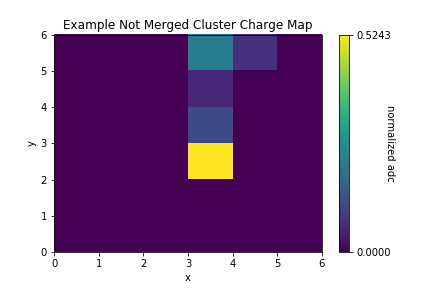 Example Not Merged Cluster Charge Map
6
5
4
3
2
1
0
y
0 1 2 3 4 5 6
x
0.5243
0.0000
normalized adc